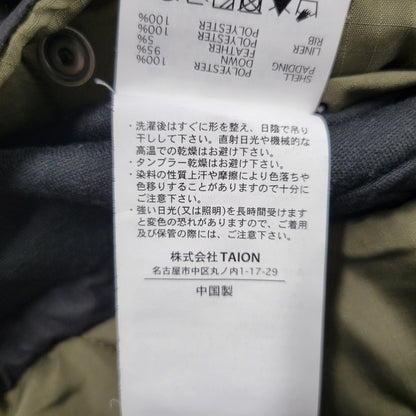 SHELL POLYESTER 100%
PADDING DOWN 95%
FEATHER 5%
LINER POLYESTER 100%
RIB POLYESTER 100%
・洗濯後はすぐに形を整え、日陰で吊り
干しして下さい。直射日光や機械的な
高温での乾燥はお避け下さい。
・タンブラー乾燥はお避け下さい。
・染料の性質上汗や摩擦により色落ちや
色移りすることがありますので十分に
ご注意下さい。
・強い日光(又は照明)を長時間受けます
と変色の恐れがありますので、ご着用
及び保管の際には、ご注意下さい。
株式会社 TAION
名古屋市中区丸ノ内1-17-29
中国製